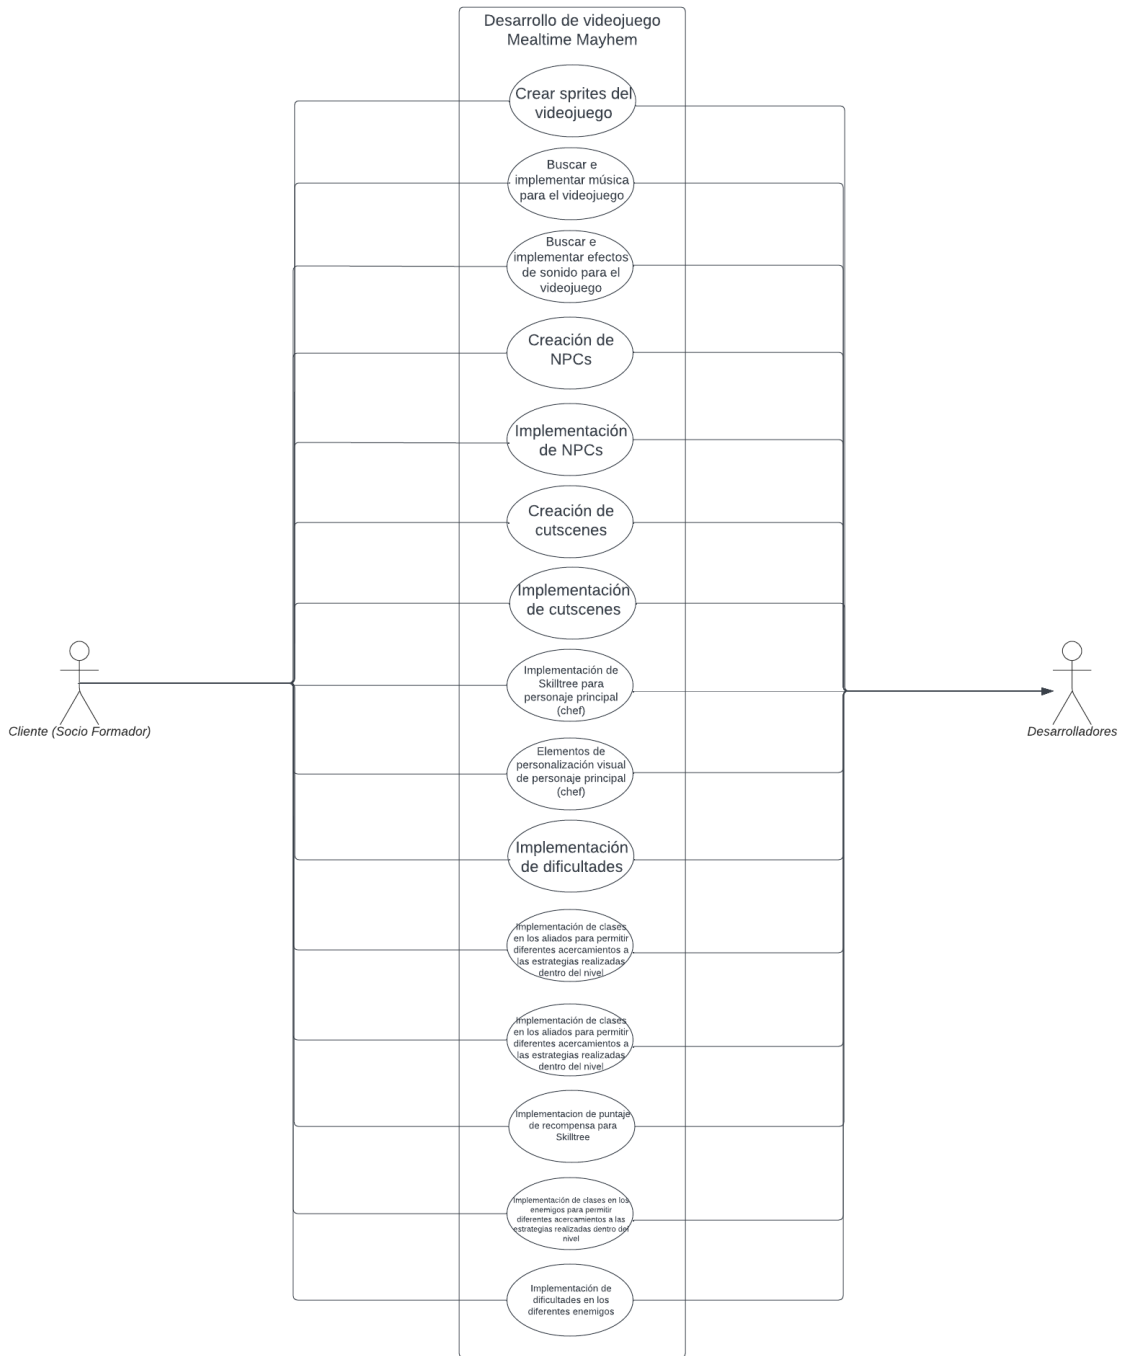 Desarrollo de videojuego
Mealtime Mayhem
Crear sprites del
videojuego
Buscar e
implementar música
para el videojuego
Buscar e
implementar efectos
de sonido para el
videojuego
Creación de
NPCs
Implementación
de NPCs
Creación de
cutscenes
Implementación
de cutscenes
Cliente (Socio Formador)
Desarrolladores
Implementación de
Skilltree para
personaje principal
(chef)
Elementos de
personalización visual
de personaje principal
(chef)
Implementación
de dificultades
Implementación de clases
en los aliados para permitir
diferentes acercamientos a
las estrategias realizadas
dentro del nivel
Implementación de clases
en los aliados para permitir
diferentes acercamientos a
las estrategias realizadas
dentro del nivel
Implementacion de puntaje
de recompensa para
Skilltree
Implementación de clases en los
enemigos para permitir
diferentes acercamientos a las
estrategias realizadas dentro del
nivel
Implementación de
dificultades en los
diferentes enemigos